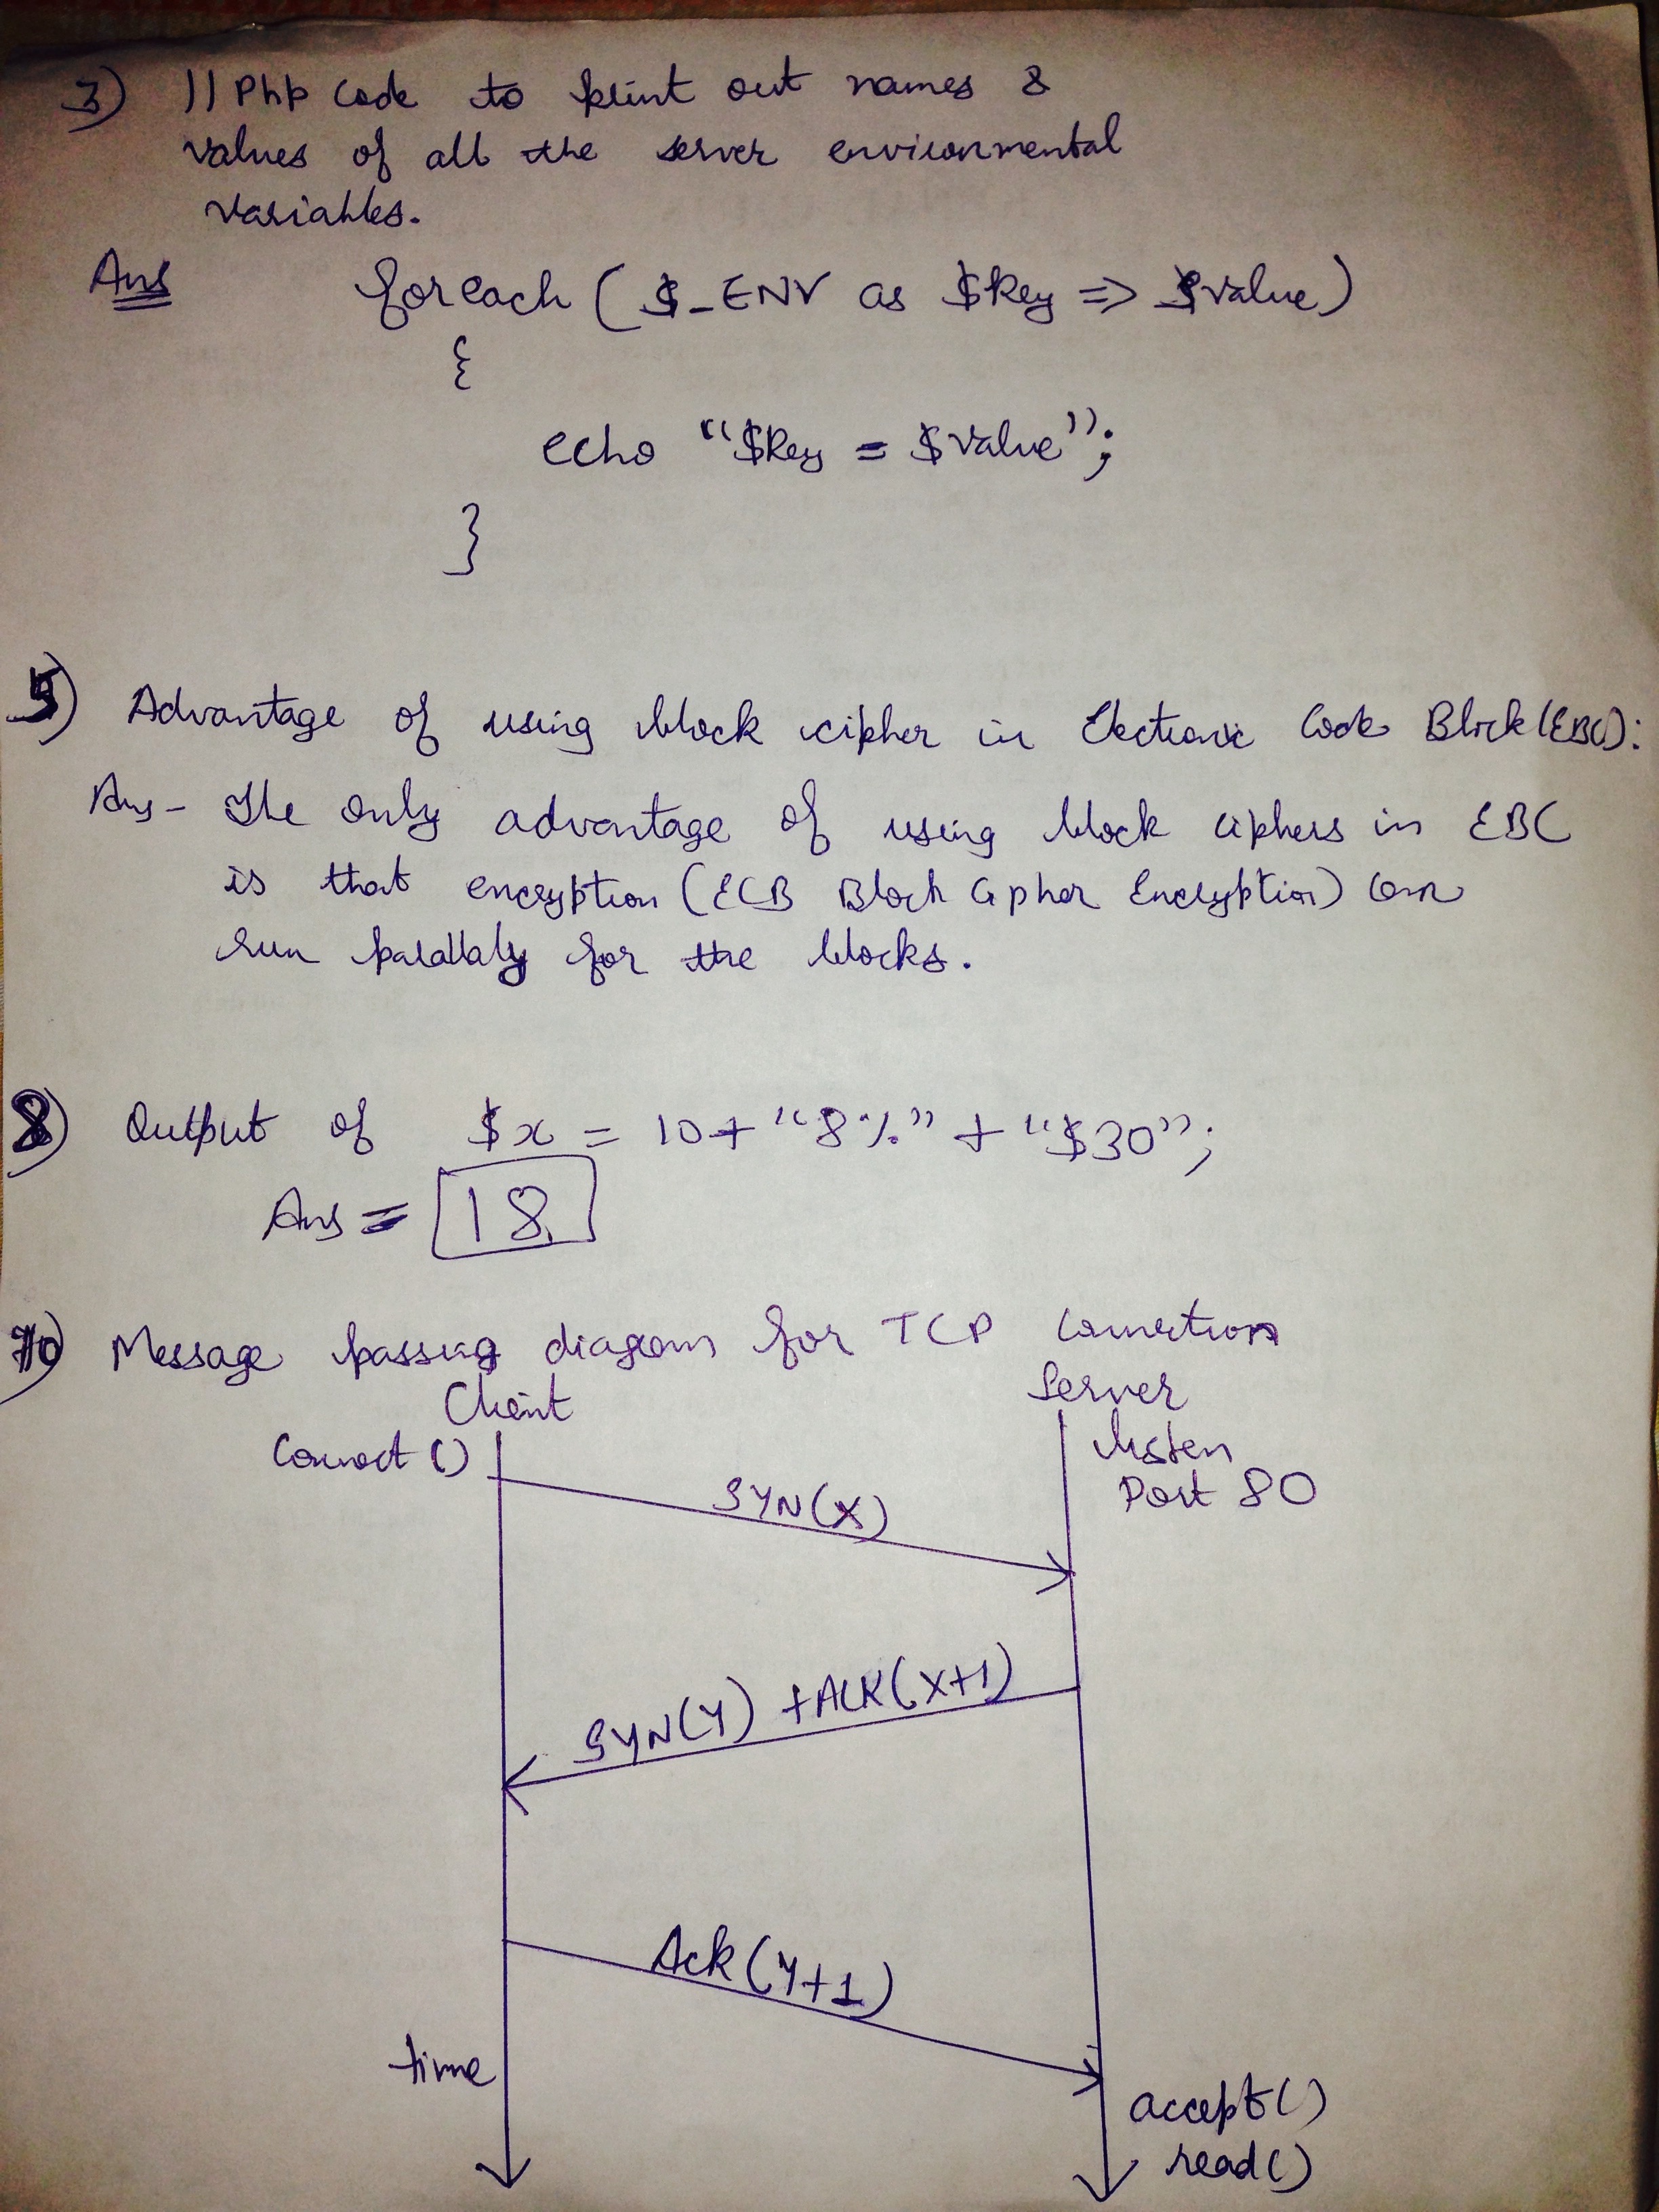 3) // Php Code to print out names &
values of all the server environmental
variables.
Ans foreach ($_ENV as $key => $value)
{
echo "$key = $value";
}
5) Advantage of using block cipher in Electronic Code Block (EBC):
Ans - The only advantage of using block ciphers in EBC
is that encryption (ECB Block Cipher Encryption) can
run parallaly for the blocks.
8) Output of $x = 10 + "8%" + "$30";
Ans = 18
10) Message passing diagram for TCP Connection
Client Server
Connect () listen
Port 80
SYN(X)
SYN(Y) + ACK(X+1)
Ack(Y+1)
time
accept()
read()